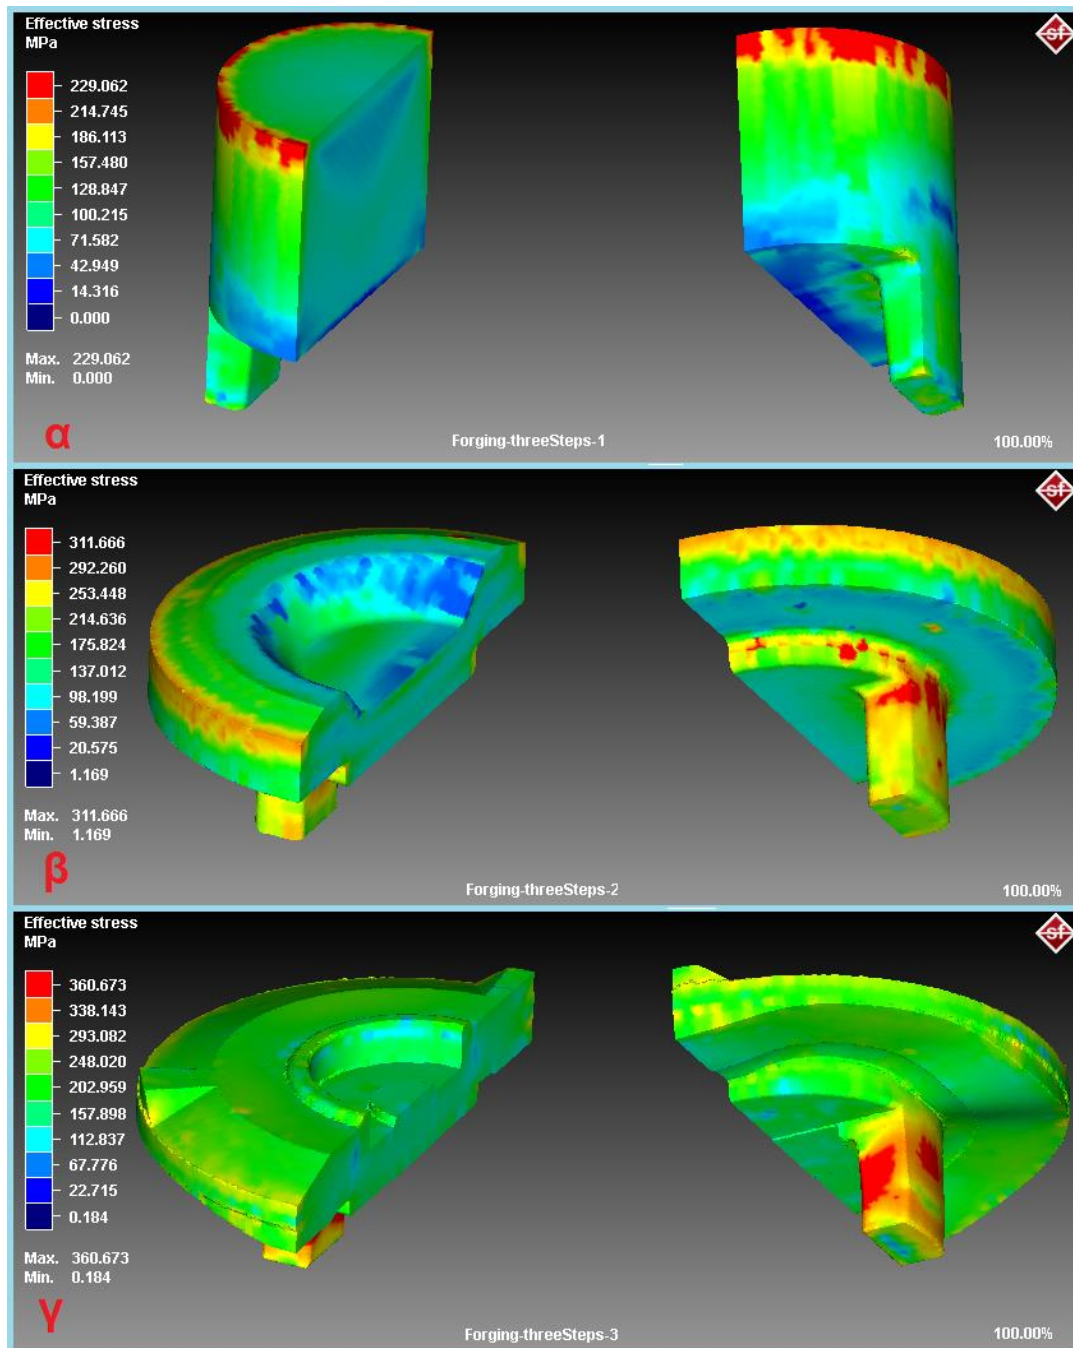 Effective stress
MPa
sf
229.062
214.745
186.113
157.480
128.847
100.215
71.582
42.949
14.316
0.000
Max. 229.062
Min. 0.000
α
Forging-threeSteps-1
100.00%
Effective stress
MPa
sf
311.666
292.260
253.448
214.636
175.824
137.012
98.199
59.387
20.575
1.169
Max. 311.666
Min. 1.169
β
Forging-threeSteps-2
100.00%
Effective stress
MPa
sf
360.673
338.143
293.082
248.020
202.959
157.898
112.837
67.776
22.715
0.184
Max. 360.673
Min. 0.184
γ
Forging-threeSteps-3
100.00%